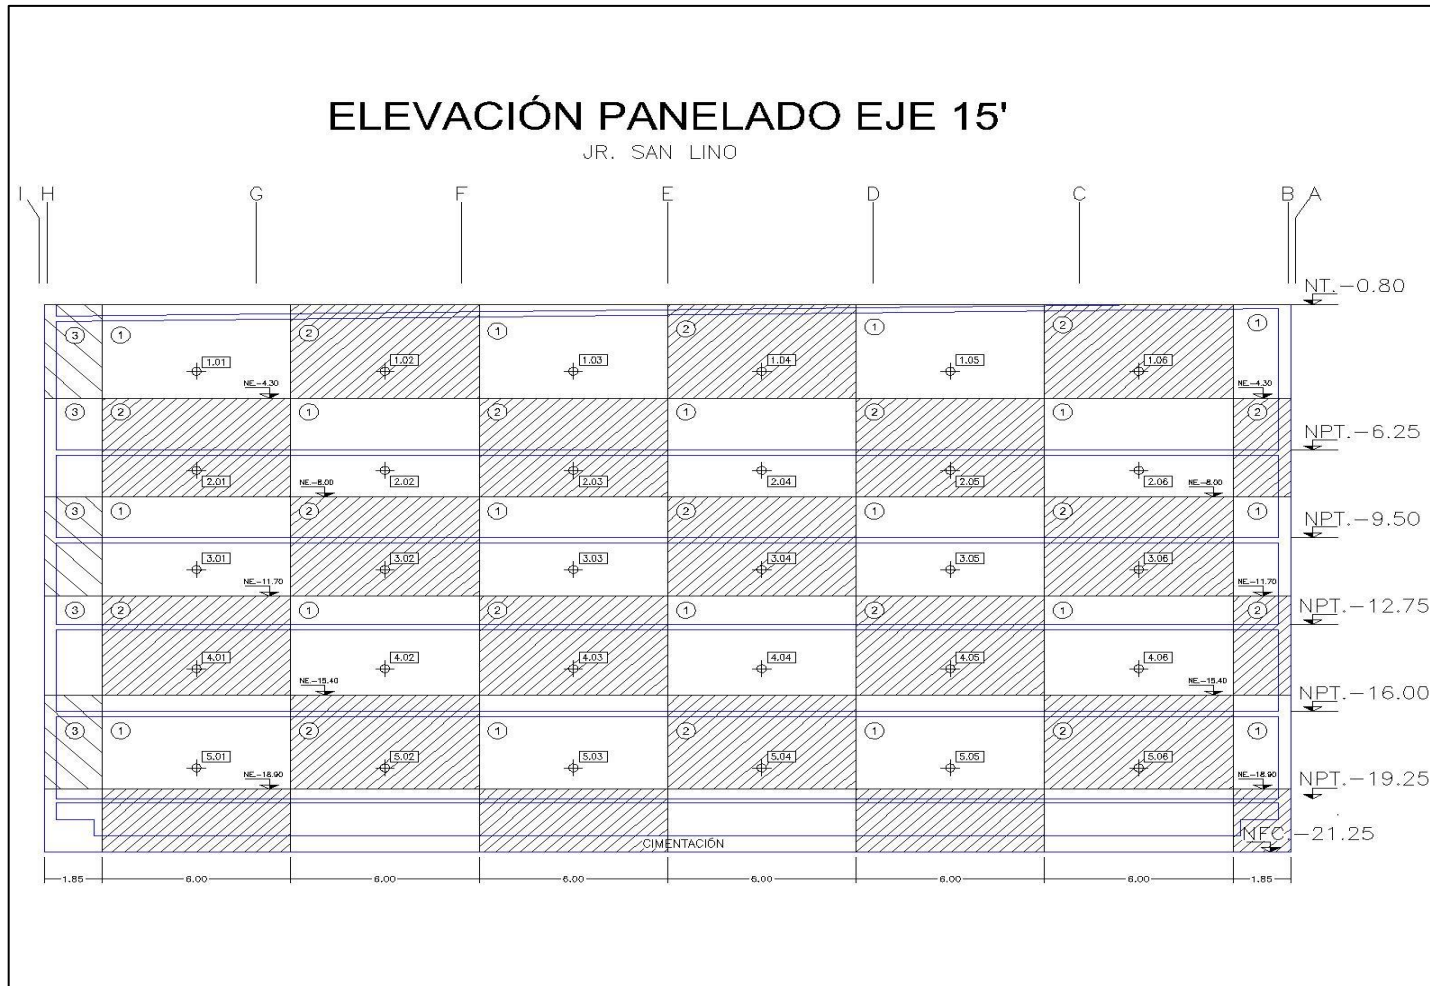 ELEVACIÓN PANELADO EJE 15'
JR. SAN LINO
I H G F E D C B A
NT.-0.80
3 1 2 1 2 1 2 1
1.01 1.02 1.03 1.04 1.05 1.06
NE.-4.30 NE.-4.30
3 2 1 2 1 2 1 2
NPT.-6.25
2.01 2.02 2.03 2.04 2.05 2.06
NE.-8.00 NE.-8.00
3 1 2 1 2 1 2 1
NPT.-9.50
3.01 3.02 3.03 3.04 3.05 3.06
NE.-11.70 NE.-11.70
3 2 1 2 1 2 1 2
NPT.-12.75
4.01 4.02 4.03 4.04 4.05 4.06
NE.-15.40 NE.-15.40
NPT.-16.00
3 1 2 1 2 1 2 1
5.01 5.02 5.03 5.04 5.05 5.06
NE.-18.90 NE.-18.90
NPT.-19.25
NFC.-21.25
CIMENTACIÓN
1.85 6.00 6.00 6.00 6.00 6.00 6.00 1.85